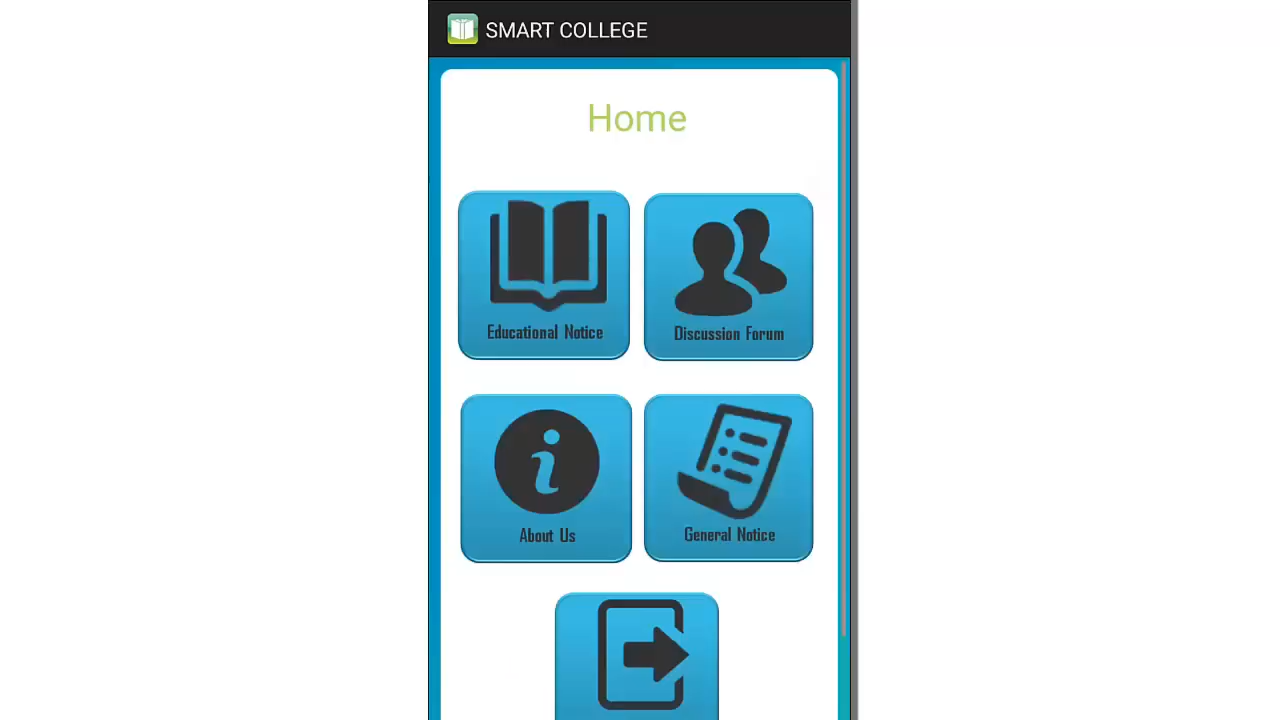 SMART COLLEGE
Home
Educational Notice
Discussion Forum
About Us
General Notice